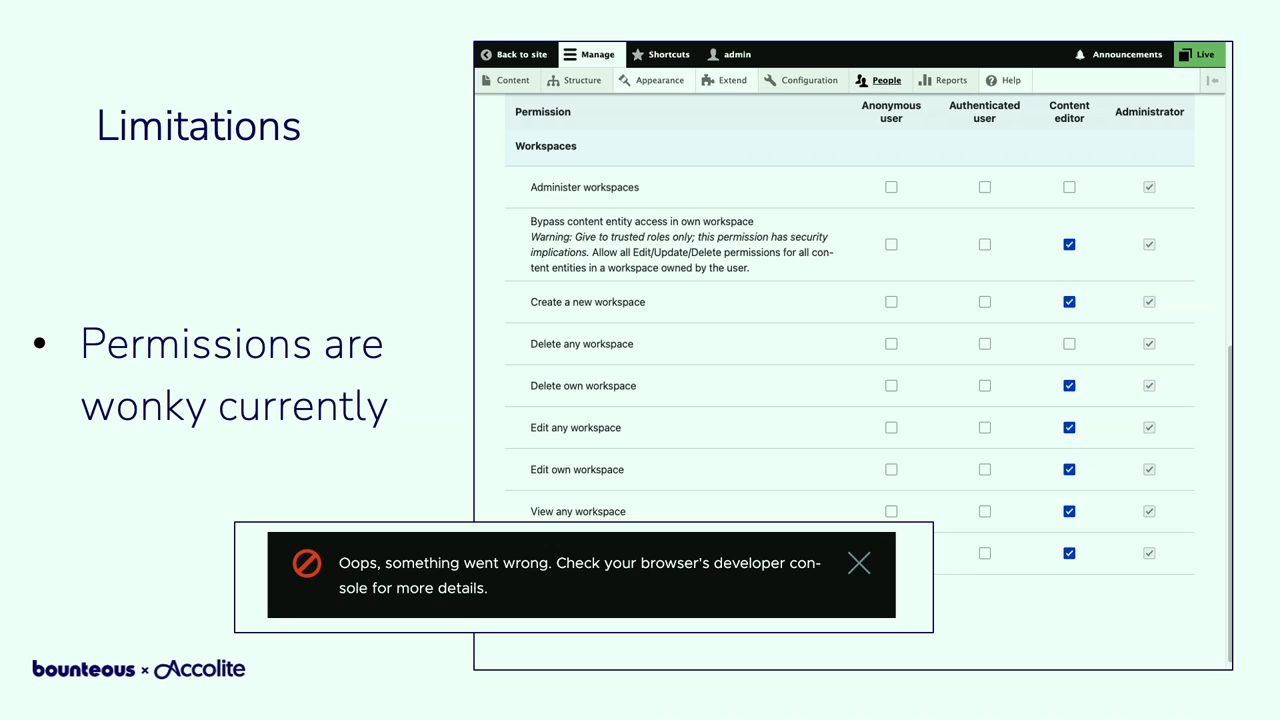 Limitations
• Permissions are
wonky currently
Back to site Manage Shortcuts admin Announcements Live
Content Structure Appearance Extend Configuration People Reports Help
Permission Anonymous user Authenticated user Content editor Administrator
Workspaces
Administer workspaces
Bypass content entity access in own workspace
Warning: Give to trusted roles only; this permission has security
implications. Allow all Edit/Update/Delete permissions for all con-
tent entities in a workspace owned by the user.
Create a new workspace
Delete any workspace
Delete own workspace
Edit any workspace
Edit own workspace
View any workspace
Oops, something went wrong. Check your browser's developer con-
sole for more details.
bounteous x Accolite